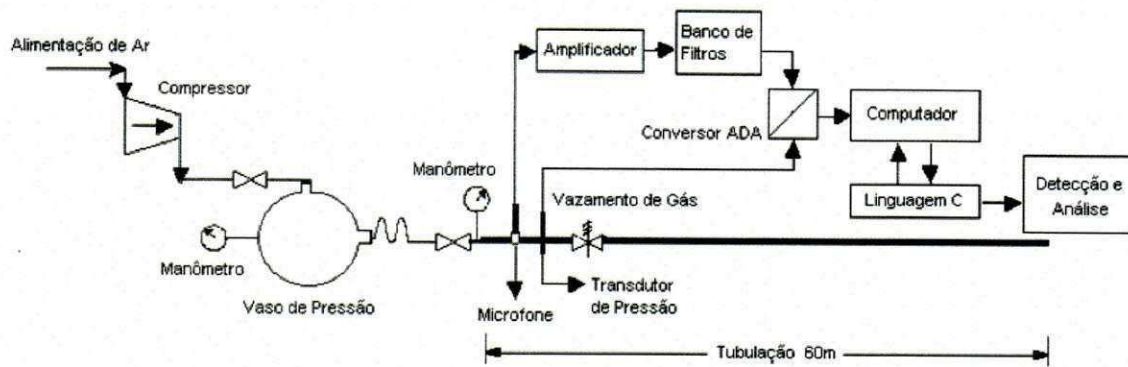 Alimentação de Ar
Compressor
Amplificador
Banco de
Filtros
Conversor ADA
Computador
Linguagem C
Detecção e
Análise
Manômetro
Vazamento de Gás
Manômetro
Vaso de Pressão
Microfone
Transdutor
de Pressão
Tubulação 60m